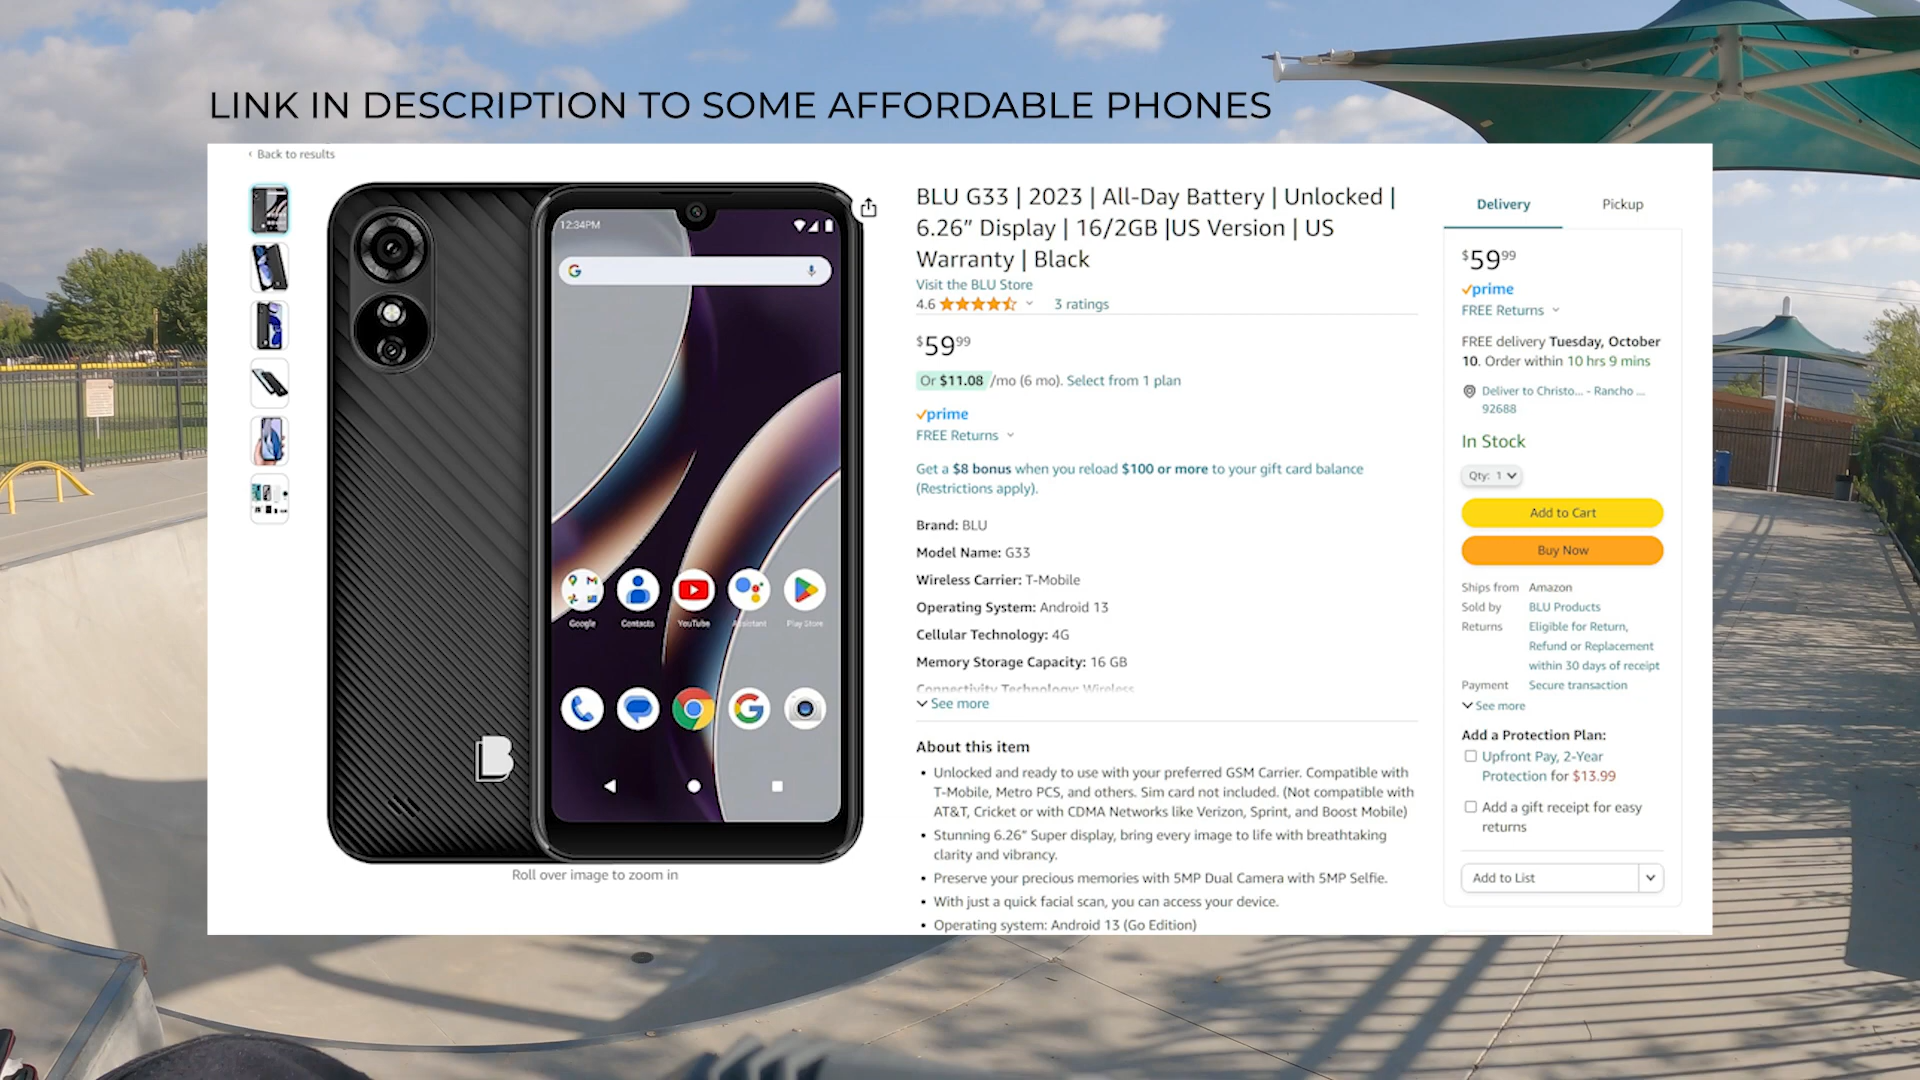 LINK IN DESCRIPTION TO SOME AFFORDABLE PHONES
‹ Back to results
12:34PM
Google Contacts YouTube Assistant Play Store
Roll over image to zoom in
BLU G33 | 2023 | All-Day Battery | Unlocked |
6.26” Display | 16/2GB |US Version | US
Warranty | Black
Visit the BLU Store
4.6 3 ratings
$59.99
Or $11.08 /mo (6 mo). Select from 1 plan
prime
FREE Returns
Get a $8 bonus when you reload $100 or more to your gift card balance
(Restrictions apply).
Brand: BLU
Model Name: G33
Wireless Carrier: T-Mobile
Operating System: Android 13
Cellular Technology: 4G
Memory Storage Capacity: 16 GB
Connectivity Technology: Wireless
See more
About this item
• Unlocked and ready to use with your preferred GSM Carrier. Compatible with
T-Mobile, Metro PCS, and others. Sim card not included. (Not compatible with
AT&T, Cricket or with CDMA Networks like Verizon, Sprint, and Boost Mobile)
• Stunning 6.26” Super display, bring every image to life with breathtaking
clarity and vibrancy.
• Preserve your precious memories with 5MP Dual Camera with 5MP Selfie.
• With just a quick facial scan, you can access your device.
• Operating system: Android 13 (Go Edition)
Delivery Pickup
$59.99
prime
FREE Returns
FREE delivery Tuesday, October
10. Order within 10 hrs 9 mins
Deliver to Christo... - Rancho ...
92688
In Stock
Qty: 1
Add to Cart
Buy Now
Ships from Amazon
Sold by BLU Products
Returns Eligible for Return,
Refund or Replacement
within 30 days of receipt
Payment Secure transaction
See more
Add a Protection Plan:
Upfront Pay, 2-Year
Protection for $13.99
Add a gift receipt for easy
returns
Add to List